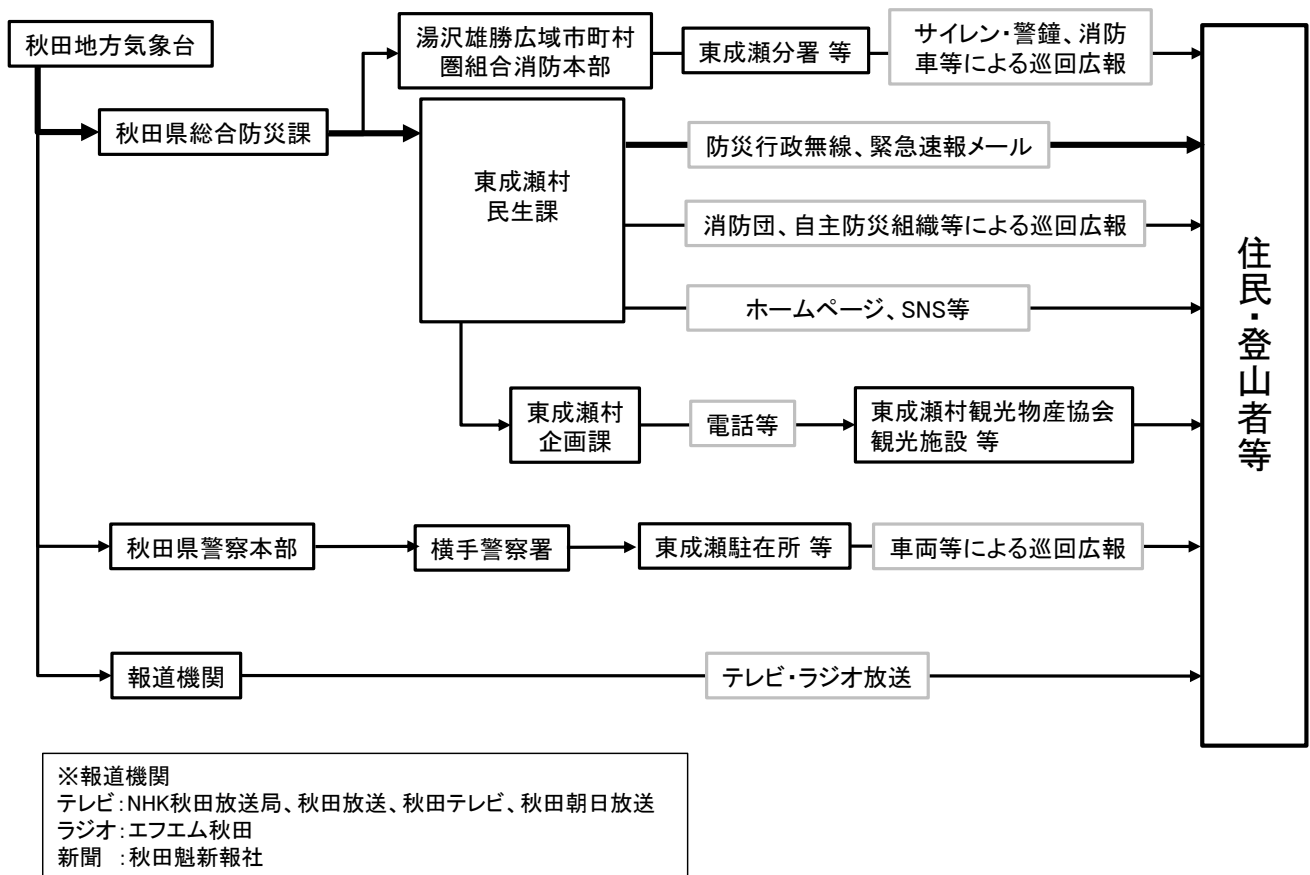 秋田地方気象台
湯沢雄勝広域市町村
圏組合消防本部
東成瀬分署 等
サイレン・警鐘、消防
車等による巡回広報
秋田県総合防災課
東成瀬村
民生課
防災行政無線、緊急速報メール
消防団、自主防災組織等による巡回広報
ホームページ、SNS等
東成瀬村
企画課
電話等
東成瀬村観光物産協会
観光施設 等
秋田県警察本部
横手警察署
東成瀬駐在所 等
車両等による巡回広報
報道機関
テレビ・ラジオ放送
住民・登山者等
※報道機関
テレビ:NHK秋田放送局、秋田放送、秋田テレビ、秋田朝日放送
ラジオ:エフエム秋田
新聞 :秋田魁新報社